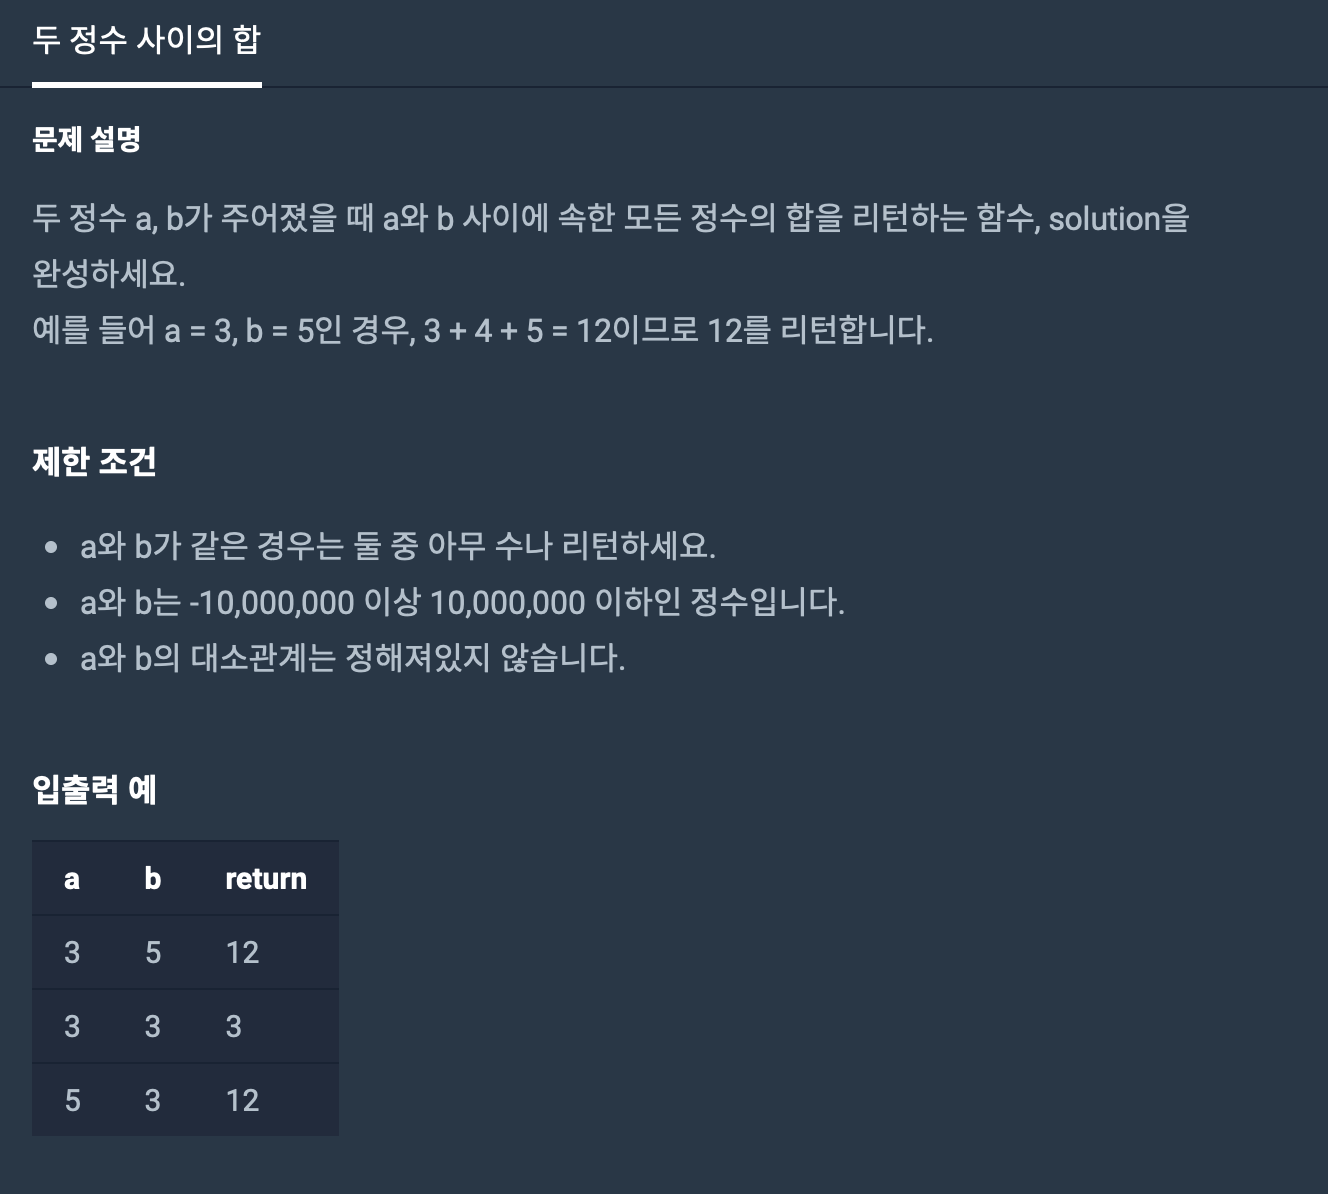 두 정수 사이의 합
문제 설명
두 정수 a, b가 주어졌을 때 a와 b 사이에 속한 모든 정수의 합을 리턴하는 함수, solution을
완성하세요.
예를 들어 a = 3, b = 5인 경우, 3 + 4 + 5 = 12이므로 12를 리턴합니다.
제한 조건
• a와 b가 같은 경우는 둘 중 아무 수나 리턴하세요.
• a와 b는 -10,000,000 이상 10,000,000 이하인 정수입니다.
• a와 b의 대소관계는 정해져있지 않습니다.
입출력 예
a b return
3 5 12
3 3 3
5 3 12